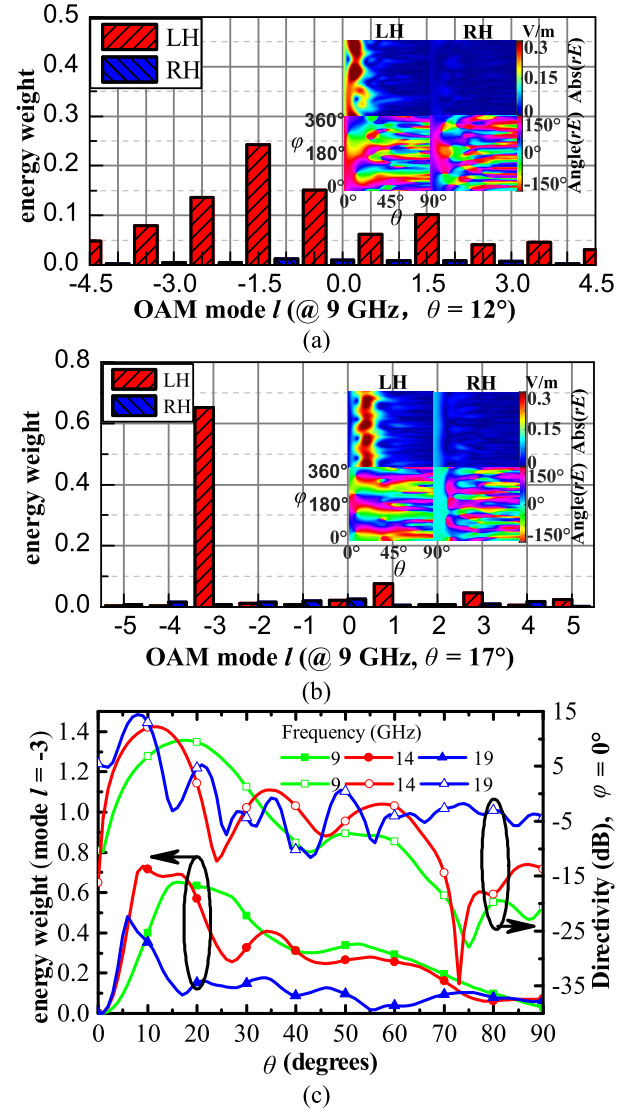 (a)
LH
RH
energy weight
0.5
0.4
0.3
0.2
0.1
0.0
-4.5
-3.0
-1.5
0.0
1.5
3.0
4.5
OAM mode l (@ 9 GHz, θ = 12°)
LH
RH
V/m
0.3
0.15
0
Abs(rE)
360°
φ
180°
0°
0°
45°
90°
θ
150°
0°
-150°
Angle(rE)
(a)
LH
RH
energy weight
0.8
0.6
0.4
0.2
0.0
-5
-4
-3
-2
-1
0
1
2
3
4
5
OAM mode l (@ 9 GHz, θ = 17°)
LH
RH
V/m
0.3
0.15
0
Abs(rE)
360°
φ
180°
0°
0°
45°
90°
θ
150°
0°
-150°
Angle(rE)
(b)
energy weight (mode l = -3)
1.4
1.2
1.0
0.8
0.6
0.4
0.2
0.0
Frequency (GHz)
9 14 19
9 14 19
15
5
-5
-15
-25
-35
Directivity (dB), φ = 0°
0 10 20 30 40 50 60 70 80 90
θ (degrees)
(c)